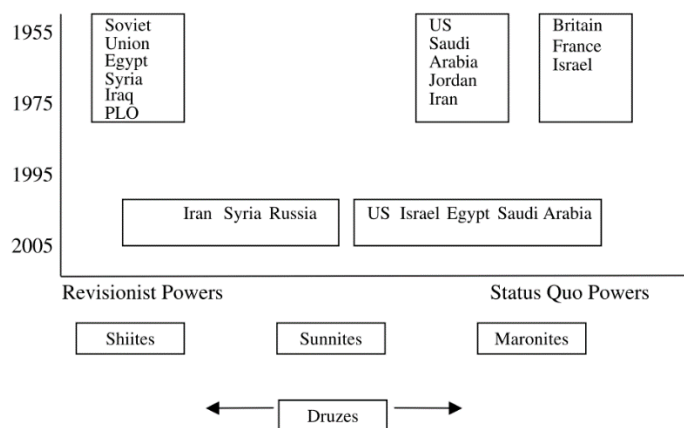 1955
Soviet
Union
Egypt
Syria
Iraq
PLO
US
Saudi
Arabia
Jordan
Iran
Britain
France
Israel
1975
1995
Iran Syria Russia
US Israel Egypt Saudi Arabia
2005
Revisionist Powers
Status Quo Powers
Shiites
Sunnites
Maronites
Druzes